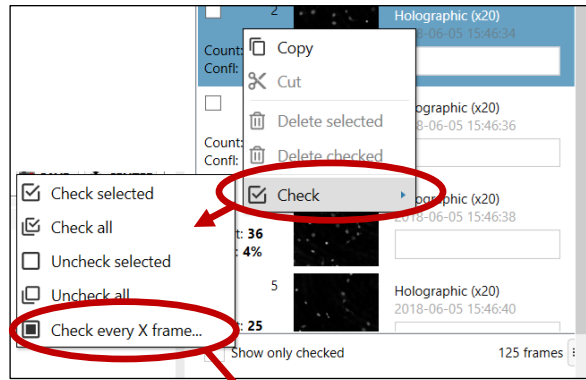 2
Holographic (x20)
2018-06-05 15:46:34
Count:
Confl:
Copy
Cut
Delete selected
Delete checked
Check
ographic (x20)
8-06-05 15:46:36
Count:
Confl:
Check selected
Check all
Uncheck selected
Uncheck all
Check every X frame...
ographic (x20)
2018-06-05 15:46:38
t: 36
: 4%
5
Holographic (x20)
2018-06-05 15:46:40
t: 25
Show only checked
125 frames